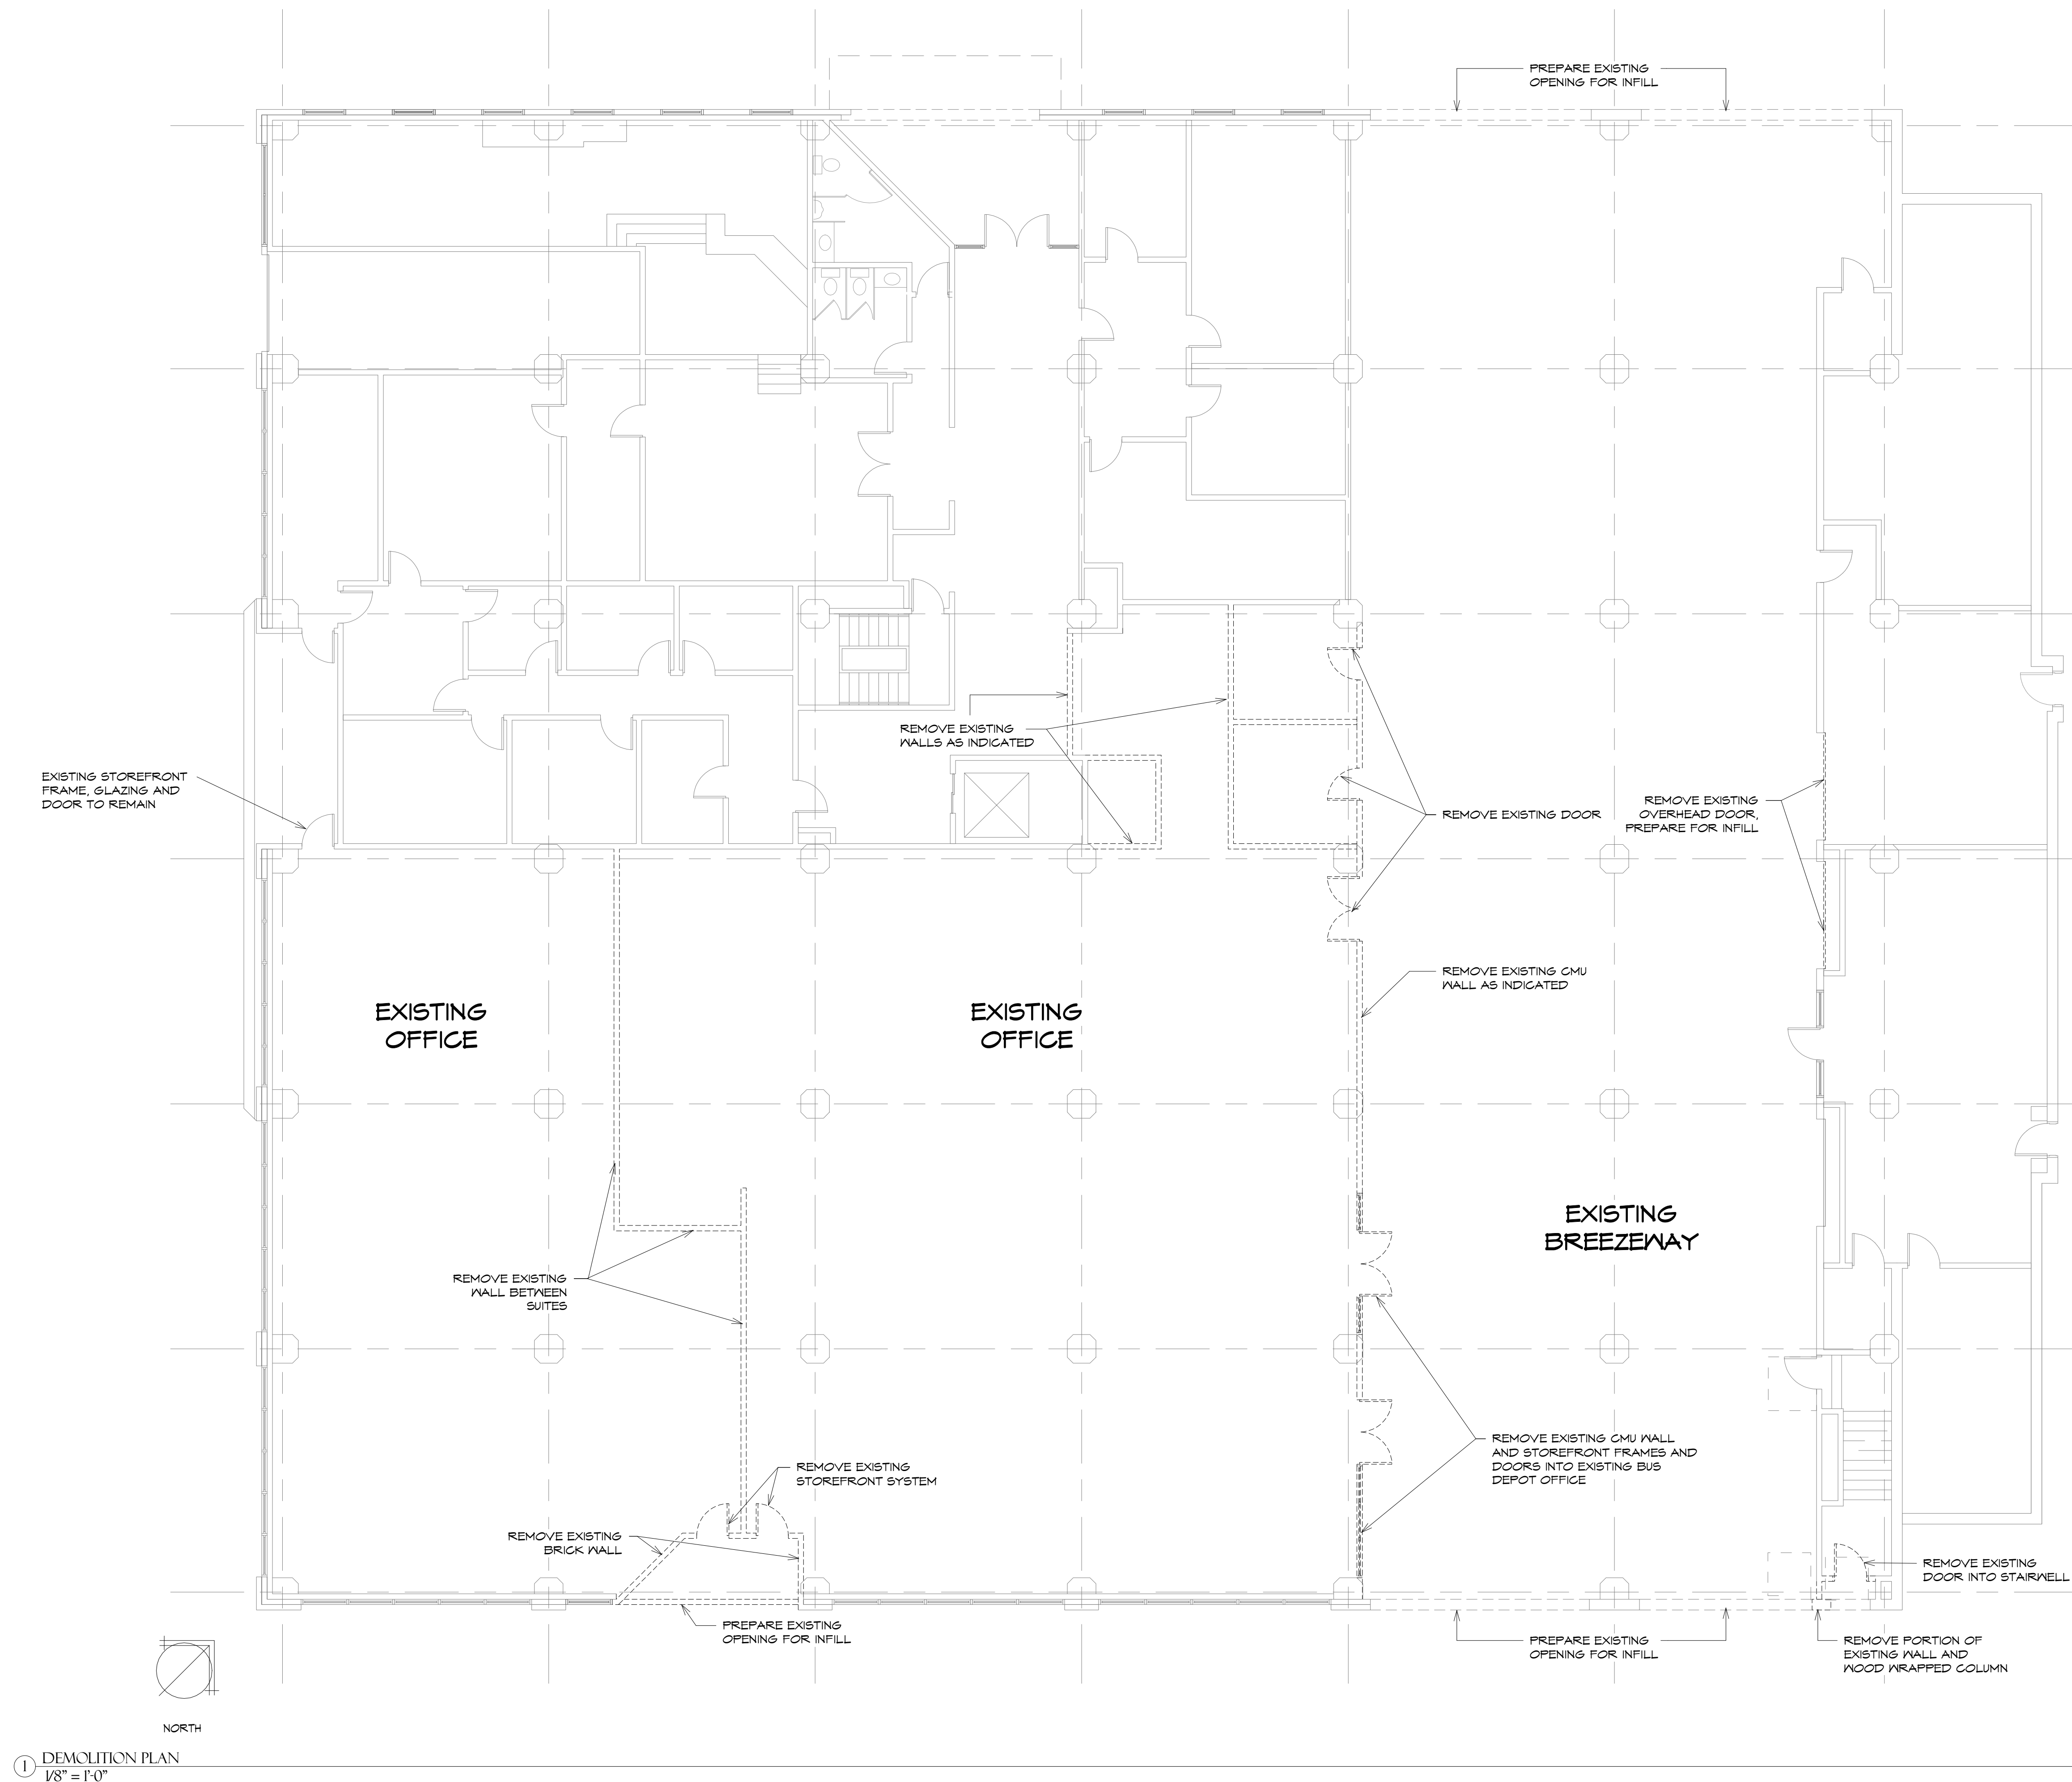 PREPARE EXISTING
OPENING FOR INFILL
REMOVE EXISTING
WALLS AS INDICATED
EXISTING STOREFRONT
FRAME, GLAZING AND
DOOR TO REMAIN
REMOVE EXISTING DOOR
REMOVE EXISTING
OVERHEAD DOOR,
PREPARE FOR INFILL
REMOVE EXISTING CMU
WALL AS INDICATED
EXISTING
OFFICE
EXISTING
OFFICE
EXISTING
BREEZEWAY
REMOVE EXISTING
WALL BETWEEN
SUITES
REMOVE EXISTING CMU WALL
AND STOREFRONT FRAMES AND
DOORS INTO EXISTING BUS
DEPOT OFFICE
REMOVE EXISTING
STOREFRONT SYSTEM
REMOVE EXISTING
BRICK WALL
REMOVE EXISTING
DOOR INTO STAIRWELL
PREPARE EXISTING
OPENING FOR INFILL
PREPARE EXISTING
OPENING FOR INFILL
REMOVE PORTION OF
EXISTING WALL AND
WOOD WRAPPED COLUMN
NORTH
1 DEMOLITION PLAN
1/8" = 1'-0"